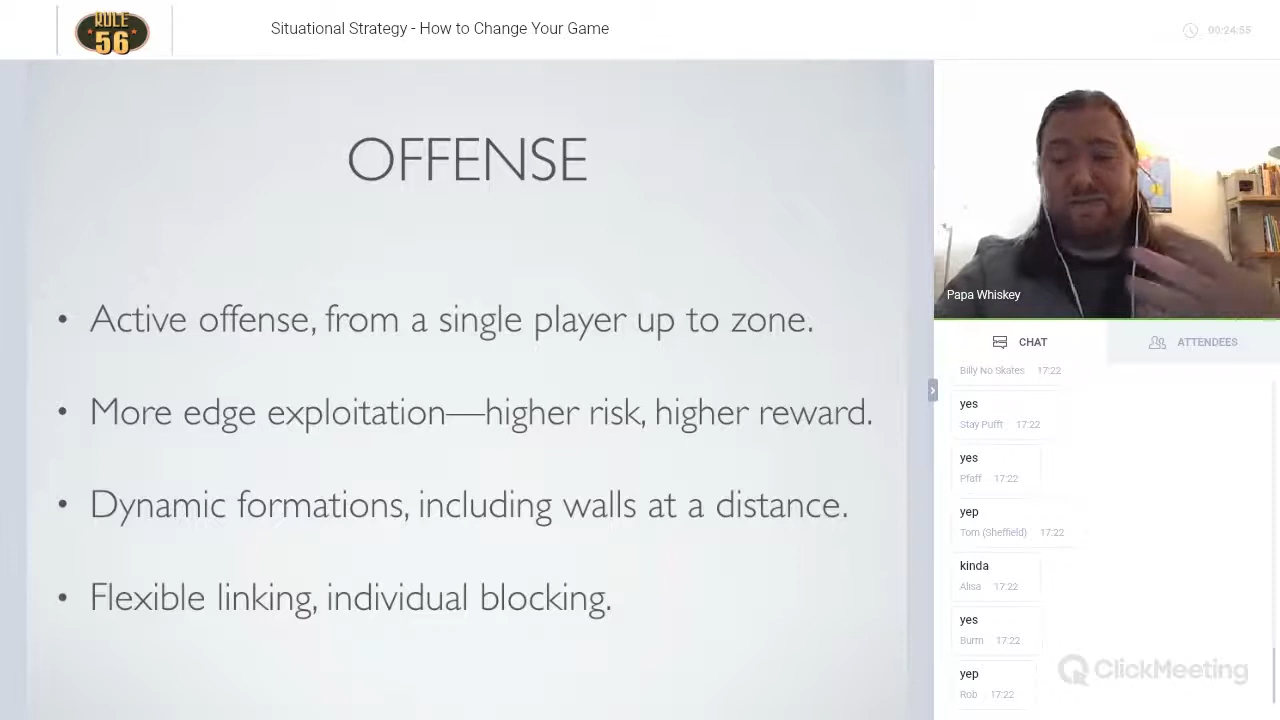 RULE
56
Situational Strategy - How to Change Your Game
00:24:55
OFFENSE
• Active offense, from a single player up to zone.
• More edge exploitation—higher risk, higher reward.
• Dynamic formations, including walls at a distance.
• Flexible linking, individual blocking.
Papa Whiskey
CHAT
ATTENDEES
Billy No Skates 17:22
yes
Stay Pufft 17:22
yes
Pfaff 17:22
yep
Tom (Sheffield) 17:22
kinda
Alisa 17:22
yes
Burm 17:22
yep
Rob 17:22
ClickMeeting